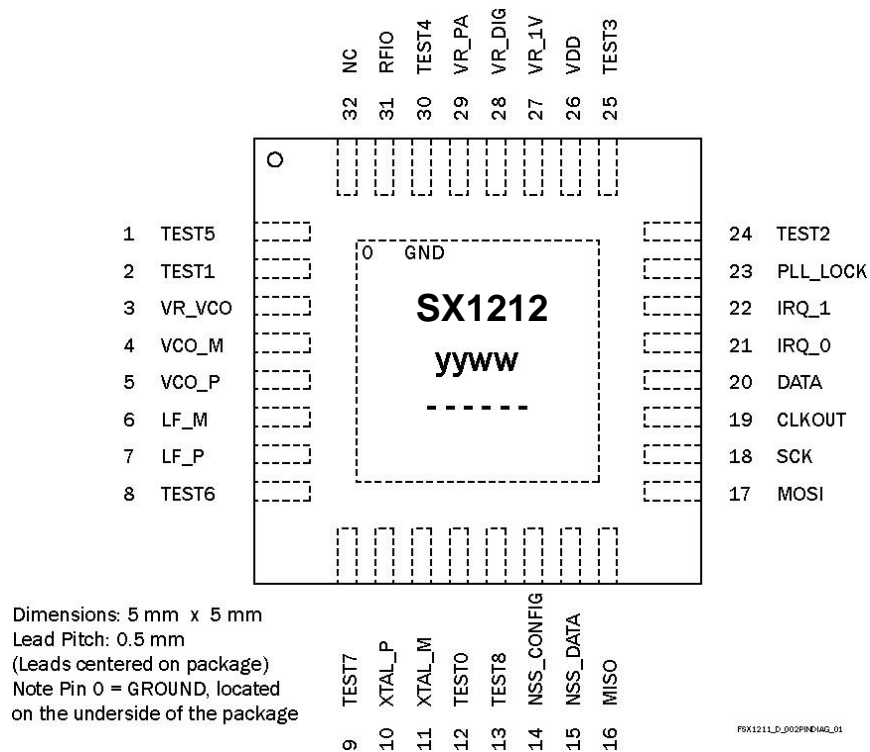 32 NC
31 RFIO
30 TEST4
29 VR_PA
28 VR_DIG
27 VR_1V
26 VDD
25 TEST3
1 TEST5
2 TEST1
3 VR_VCO
4 VCO_M
5 VCO_P
6 LF_M
7 LF_P
8 TEST6
0 GND
SX1212
yyww
- - - - - -
24 TEST2
23 PLL_LOCK
22 IRQ_1
21 IRQ_0
20 DATA
19 CLKOUT
18 SCK
17 MOSI
9 TEST7
10 XTAL_P
11 XTAL_M
12 TEST0
13 TEST8
14 NSS_CONFIG
15 NSS_DATA
16 MISO
Dimensions: 5 mm x 5 mm
Lead Pitch: 0.5 mm
(Leads centered on package)
Note Pin 0 = GROUND, located
on the underside of the package
FSX1211_D_002PINDIAG_01